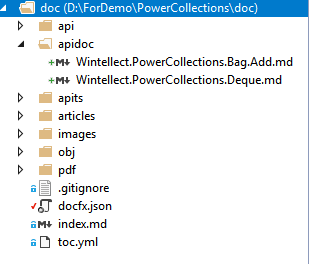 doc (D:\ForDemo\PowerCollections\doc)
api
apidoc
Wintellect.PowerCollections.Bag.Add.md
Wintellect.PowerCollections.Deque.md
apits
articles
images
obj
pdf
.gitignore
docfx.json
index.md
toc.yml